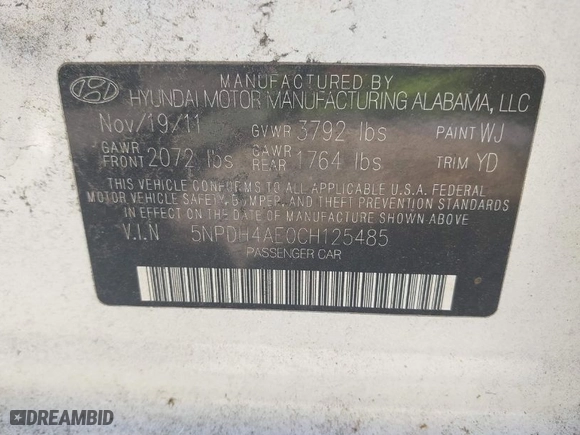 MANUFACTURED BY
HYUNDAI MOTOR MANUFACTURING ALABAMA, LLC
Nov/19/11 GVWR 3792 lbs PAINT WJ
GAWR FRONT 2072 lbs GAWR REAR 1764 lbs TRIM YD
THIS VEHICLE CONFORMS TO ALL APPLICABLE U.S.A. FEDERAL
MOTOR VEHICLE SAFETY, BUMPER, AND THEFT PREVENTION STANDARDS
IN EFFECT ON THE DATE OF MANUFACTURE SHOWN ABOVE.
V.I.N 5NPDH4AE0CH125485
PASSENGER CAR
DREAMBID